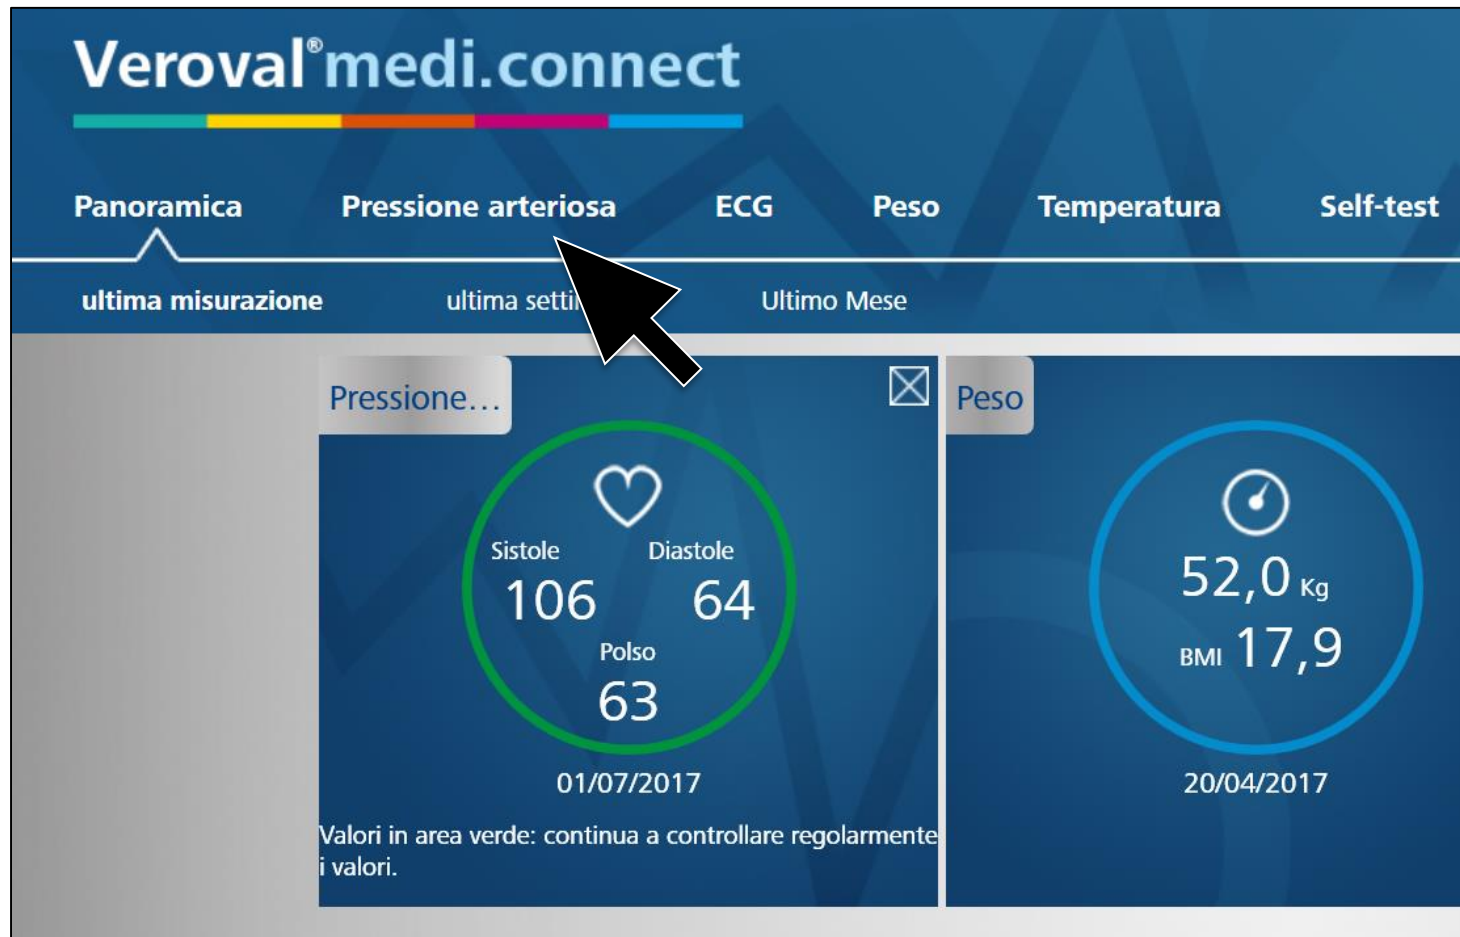 Veroval®medi.connect
Panoramica Pressione arteriosa ECG Peso Temperatura Self-test
ultima misurazione ultima Ultimo Mese
Pressione… Peso
Sistole Diastole
106 64
Polso
63
01/07/2017
Valori in area verde: continua a controllare regolarmente
i valori.
52,0 Kg
BMI 17,9
20/04/2017